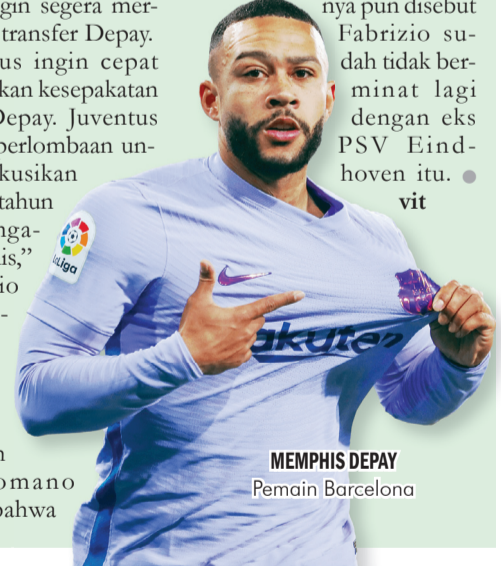 gin segera mer-
transfer Depay.
us ingin cepat
kan kesepakatan
Depay. Juventus
perlombaan un-
kusikan
tahun
nga-
is,”
io
-
n
omano
bahwa
nya pun disebut
Fabrizio su-
dah tidak ber-
minat lagi
dengan eks
PSV Eind-
hoven itu.
vit
LaLiga
akuten
MEMPHIS DEPAY
Pemain Barcelona